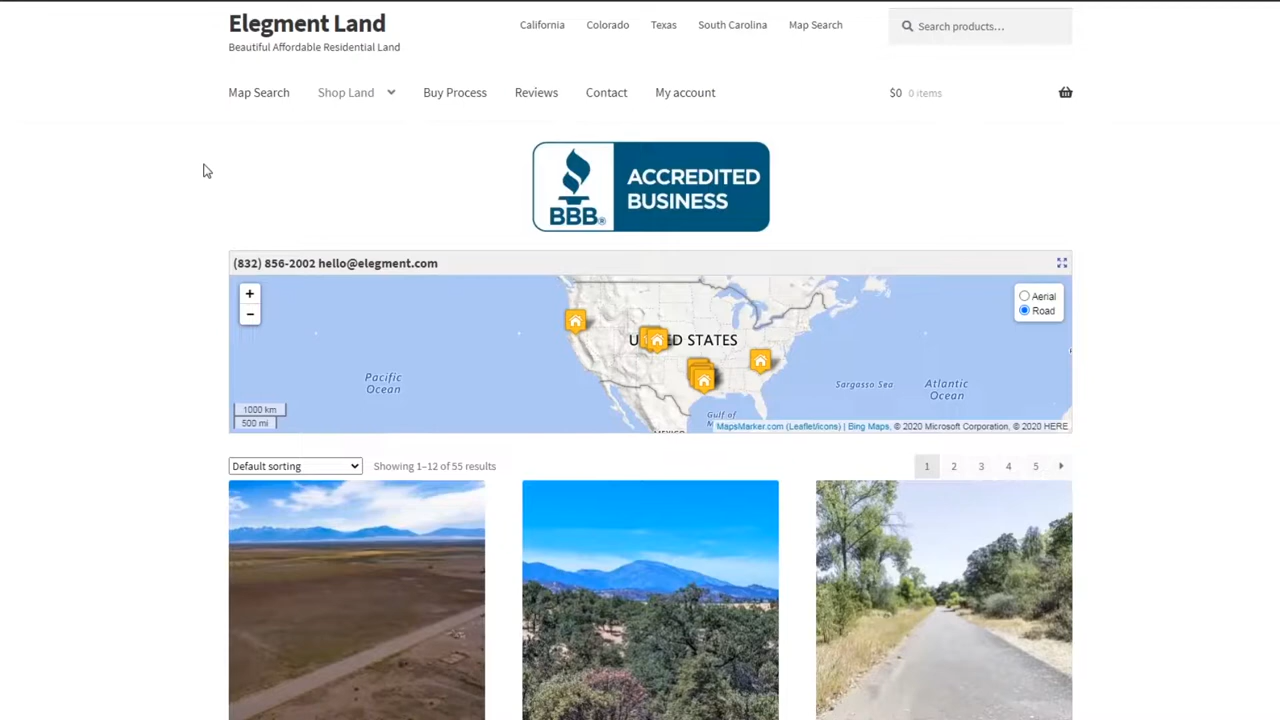 Elegment Land
Beautiful Affordable Residential Land
California Colorado Texas South Carolina Map Search
Search products…
Map Search Shop Land Buy Process Reviews Contact My account
$0 0 items
BBB®
ACCREDITED
BUSINESS
(832) 856-2002 hello@elegment.com
+
−
Aerial
Road
UNITED STATES
Pacific
Ocean
Sargasso Sea
Atlantic
Ocean
Gulf of
1000 km
500 mi
MapsMarker.com (Leaflet/icons) | Bing Maps, © 2020 Microsoft Corporation, © 2020 HERE
Default sorting
Showing 1–12 of 55 results
1 2 3 4 5